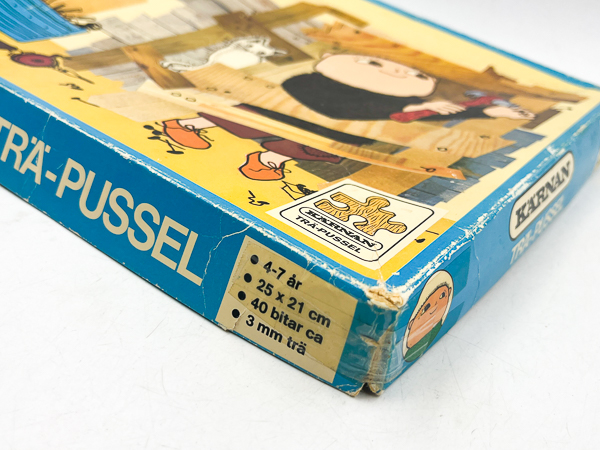 KÄRNAN
TRÄ-PUSSEL
TRÄ-PUSSEL
• 4-7 år
• 25 x 21 cm
• 40 bitar ca
• 3 mm trä
KÄRNAN
TRÄ-PUSSEL